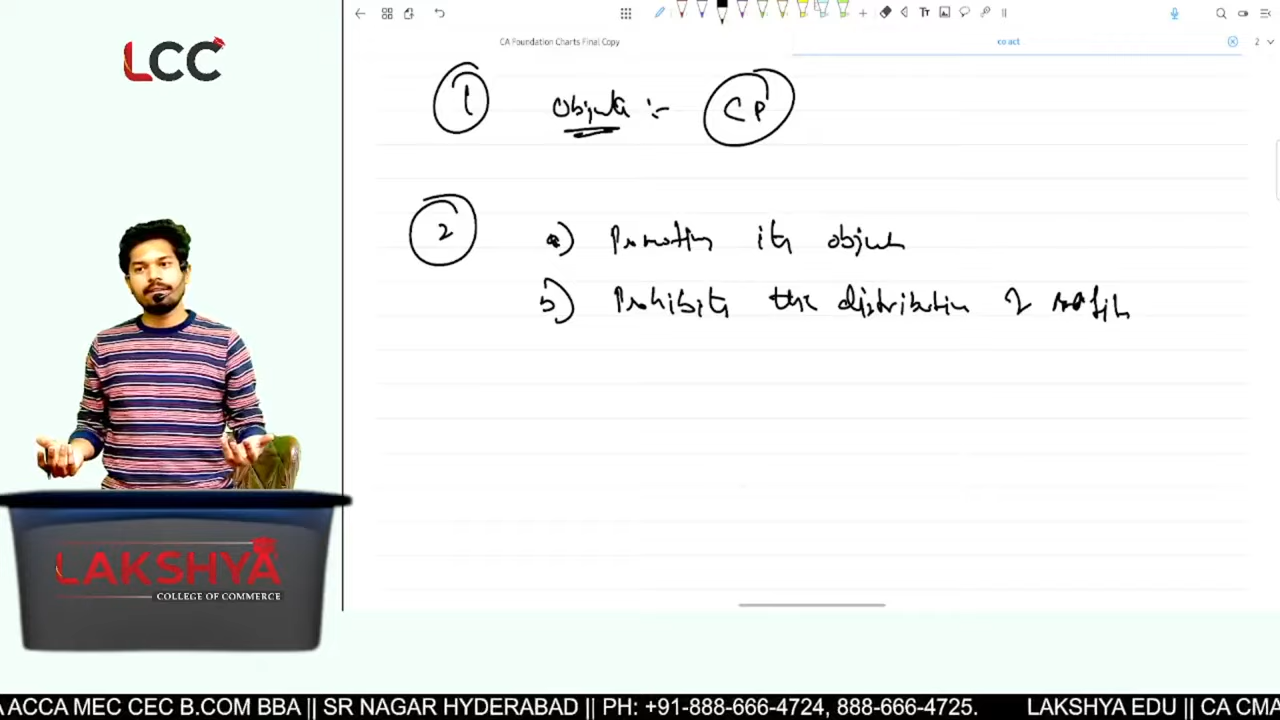 LCC
CA Foundation Charts Final Copy
co act
2
Tт
1 Objects :- CP
2 a) Promoting its objects
b) Prohibits the distribution of profits
LAKSHYA
COLLEGE OF COMMERCE
A ACCA MEC CEC B.COM BBA || SR NAGAR HYDERABAD || PH: +91-888-666-4724, 888-666-4725. LAKSHYA EDU || CA CMA